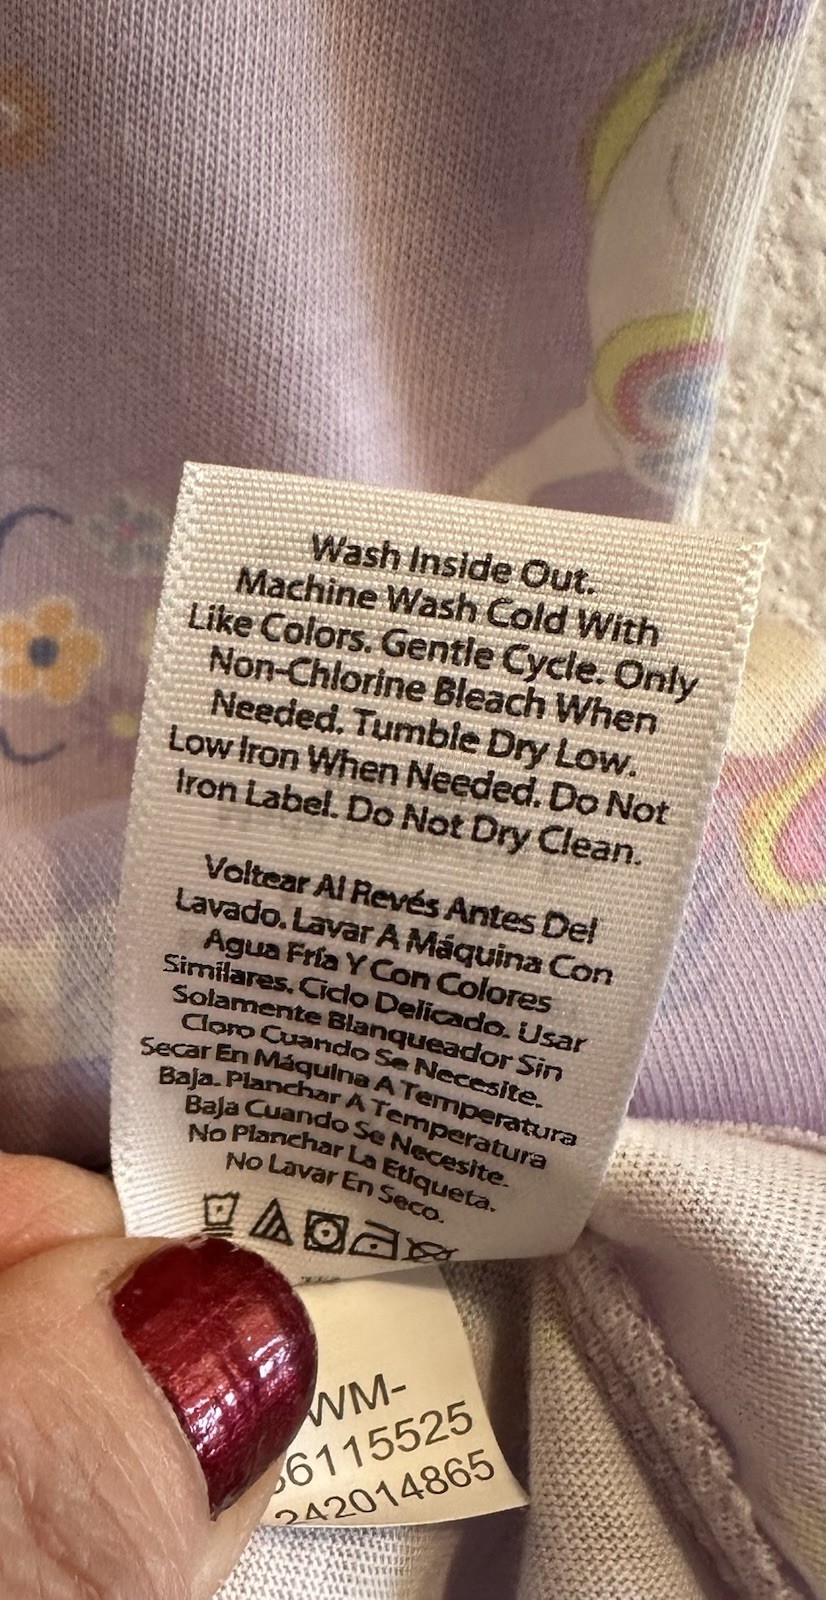 Wash Inside Out.
Machine Wash Cold With
Like Colors. Gentle Cycle. Only
Non-Chlorine Bleach When
Needed. Tumble Dry Low.
Low Iron When Needed. Do Not
Iron Label. Do Not Dry Clean.
Voltear Al Revés Antes Del
Lavado. Lavar A Máquina Con
Agua Fría Y Con Colores
Similares. Ciclo Delicado. Usar
Solamente Blanqueador Sin
Cloro Cuando Se Necesite.
Secar En Máquina A Temperatura
Baja. Planchar A Temperatura
Baja Cuando Se Necesite.
No Planchar La Etiqueta.
No Lavar En Seco.
WM-
6115525
242014865